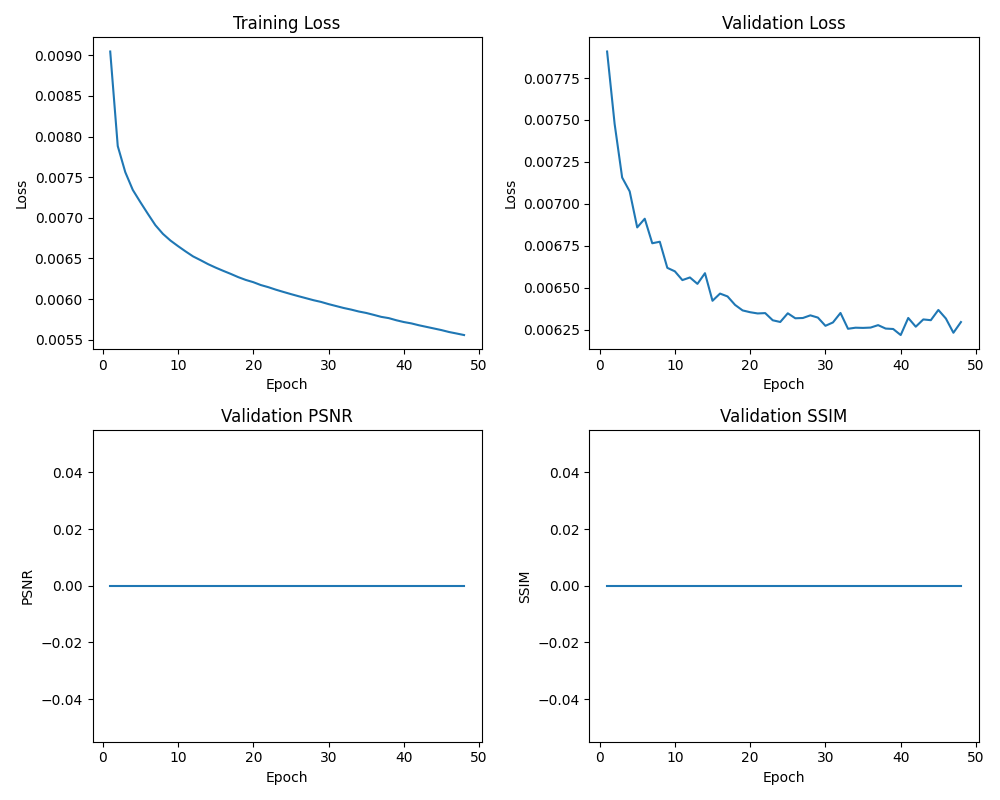 Training Loss
Validation Loss
0.0090
0.0085
0.0080
0.0075
0.0070
0.0065
0.0060
0.0055
Loss
0 10 20 30 40 50
Epoch
0.00775
0.00750
0.00725
0.00700
0.00675
0.00650
0.00625
Loss
0 10 20 30 40 50
Epoch
Validation PSNR
Validation SSIM
0.04
0.02
0.00
−0.02
−0.04
PSNR
0 10 20 30 40 50
Epoch
0.04
0.02
0.00
−0.02
−0.04
SSIM
0 10 20 30 40 50
Epoch